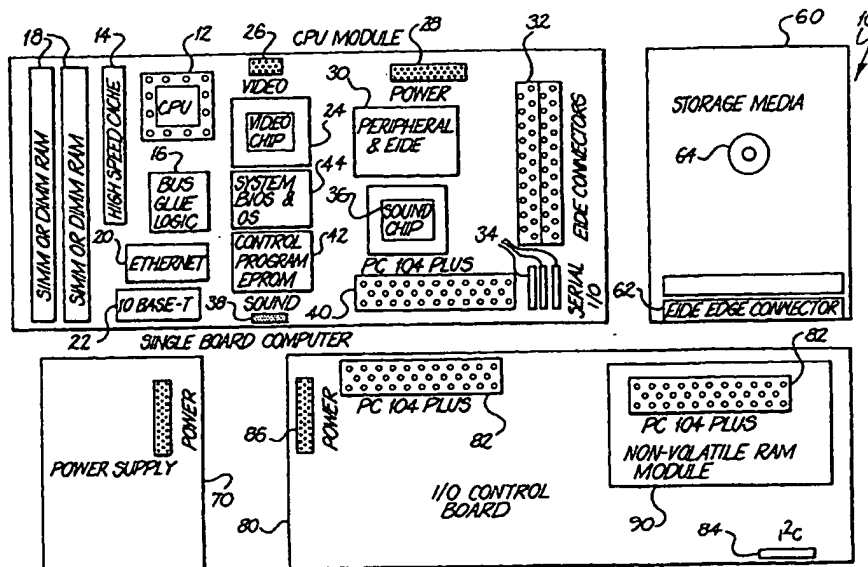 18
14
12
26
CPU MODULE
28
32
60
10
VIDEO
POWER
30
CPU
HIGH SPEED CACHE
SIMM OR DIMM RAM
SIMM OR DIMM RAM
VIDEO
CHIP
24
PERIPHERAL
& EIDE
EIDE CONNECTORS
STORAGE MEDIA
64
16
BUS
GLUE
LOGIC
SYSTEM
BIOS &
OS
44
36
SOUND
CHIP
20
ETHERNET
CONTROL
PROGRAM
EPROM
42
34
PC 104 PLUS
SERIAL
I/O
10 BASE-T
22
SOUND
38
40
62
EIDE EDGE CONNECTOR
SINGLE BOARD COMPUTER
82
POWER
POWER SUPPLY
70
86
POWER
PC 104 PLUS
82
PC 104 PLUS
NON-VOLATILE RAM
MODULE
I/O CONTROL
BOARD
80
90
84
I²C